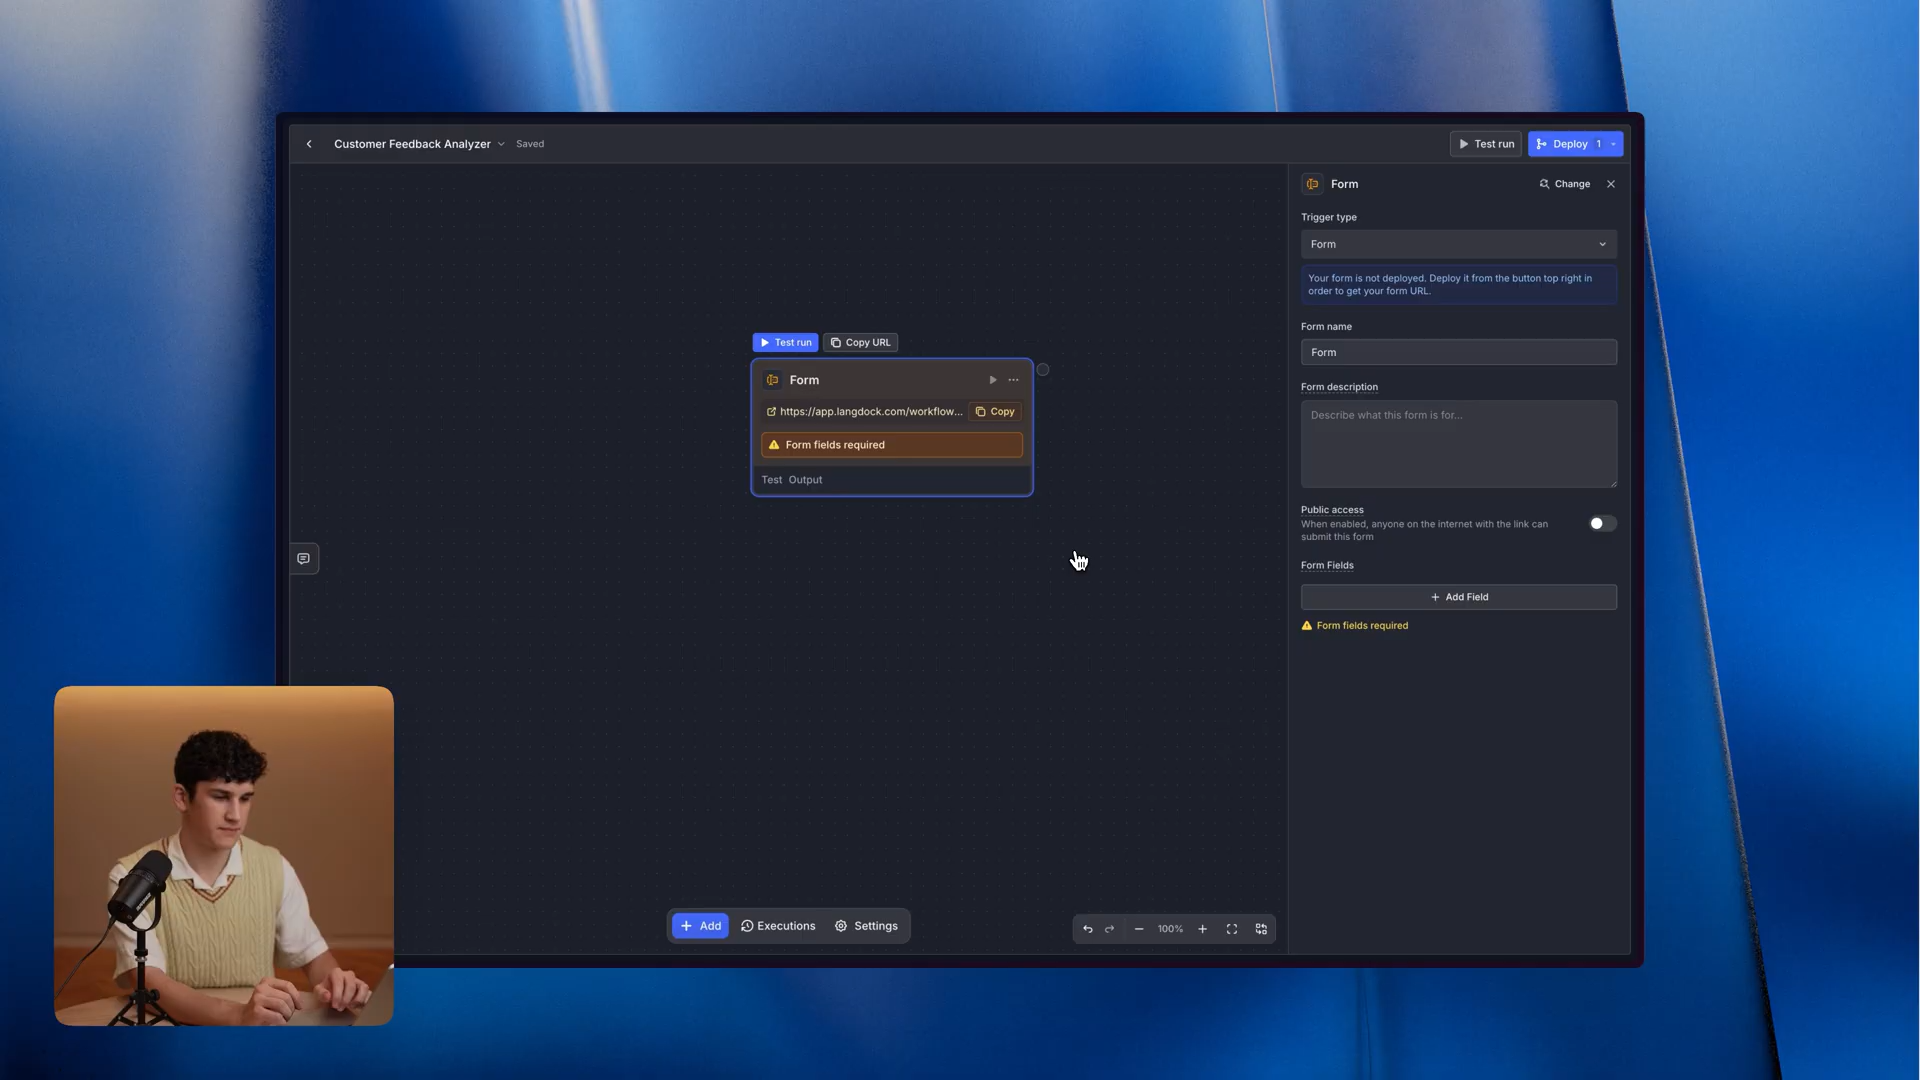 Customer Feedback Analyzer
Saved
Test run
Deploy 1
Form
Change
Trigger type
Form
Your form is not deployed. Deploy it from the button top right in
order to get your form URL.
Form name
Form
Form description
Describe what this form is for...
Public access
When enabled, anyone on the internet with the link can
submit this form
Form Fields
+ Add Field
Form fields required
Test run
Copy URL
Form
https://app.langdock.com/workflow...
Copy
Form fields required
Test Output
+ Add
Executions
Settings
100%